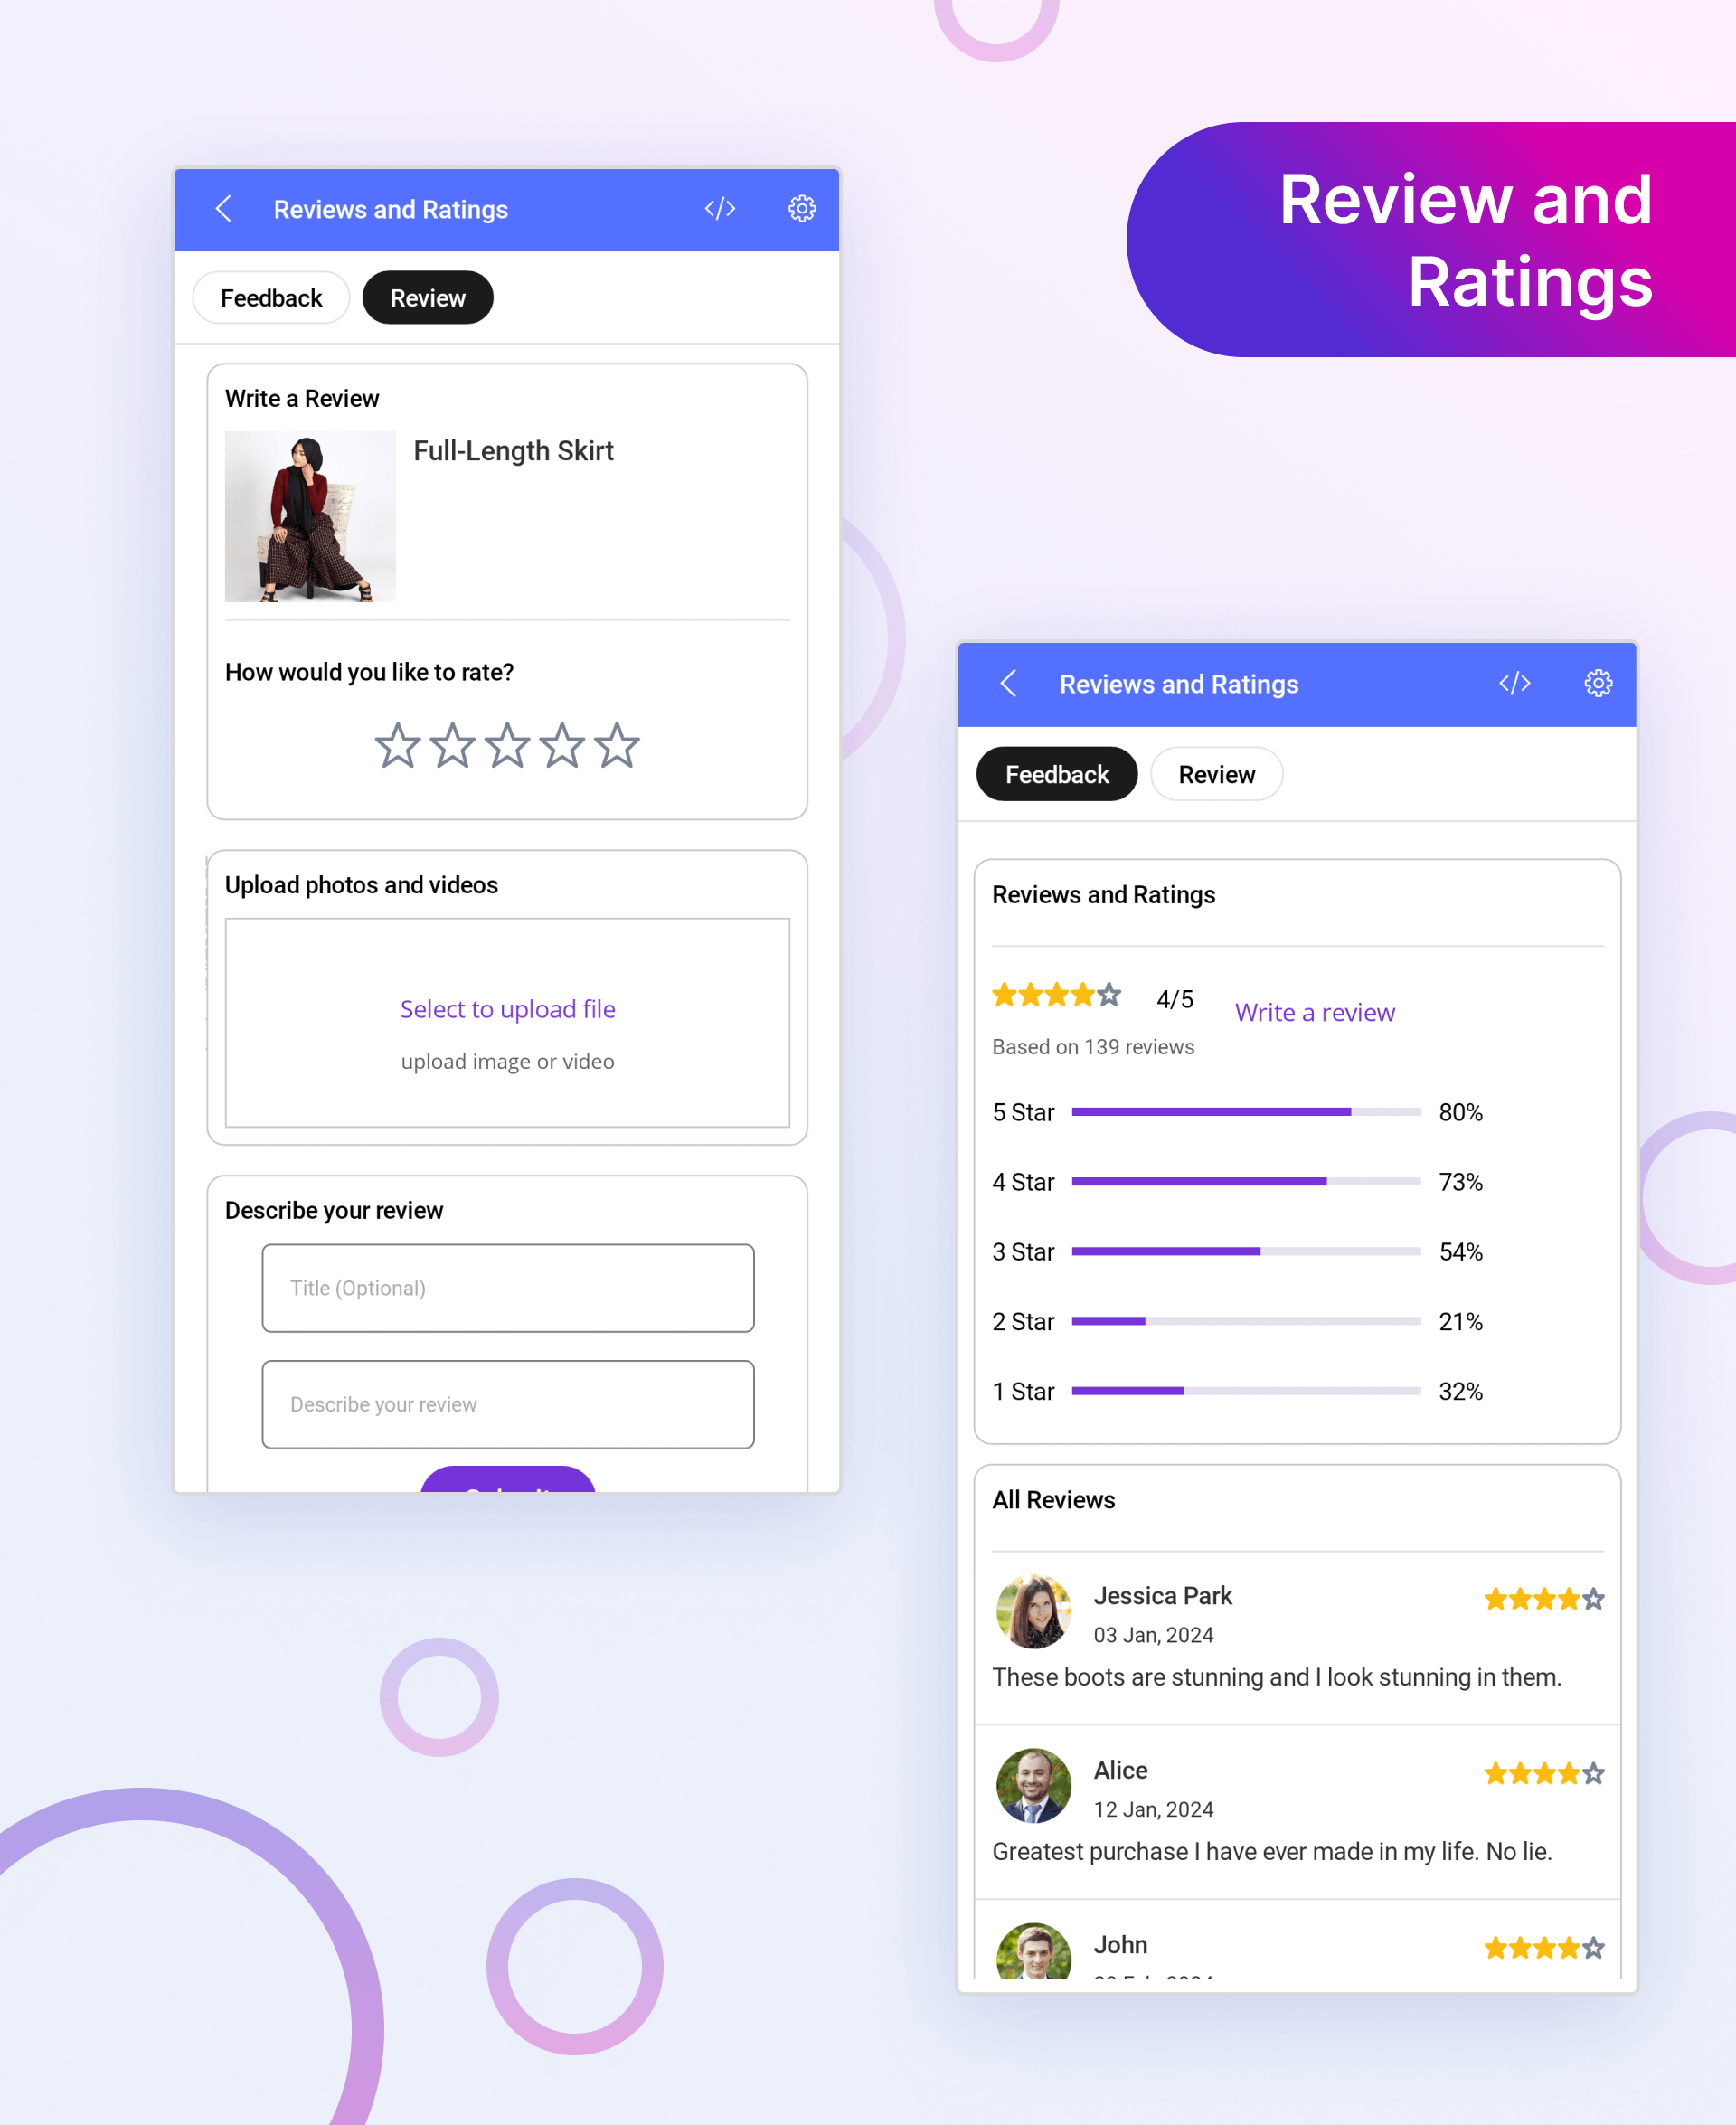 Review and
Ratings
Reviews and Ratings
Feedback
Review
Write a Review
Full-Length Skirt
How would you like to rate?
Upload photos and videos
Select to upload file
upload image or video
Describe your review
Title (Optional)
Describe your review
Reviews and Ratings
Feedback
Review
Reviews and Ratings
4/5
Write a review
Based on 139 reviews
5 Star 80%
4 Star 73%
3 Star 54%
2 Star 21%
1 Star 32%
All Reviews
Jessica Park
03 Jan, 2024
These boots are stunning and I look stunning in them.
Alice
12 Jan, 2024
Greatest purchase I have ever made in my life. No lie.
John